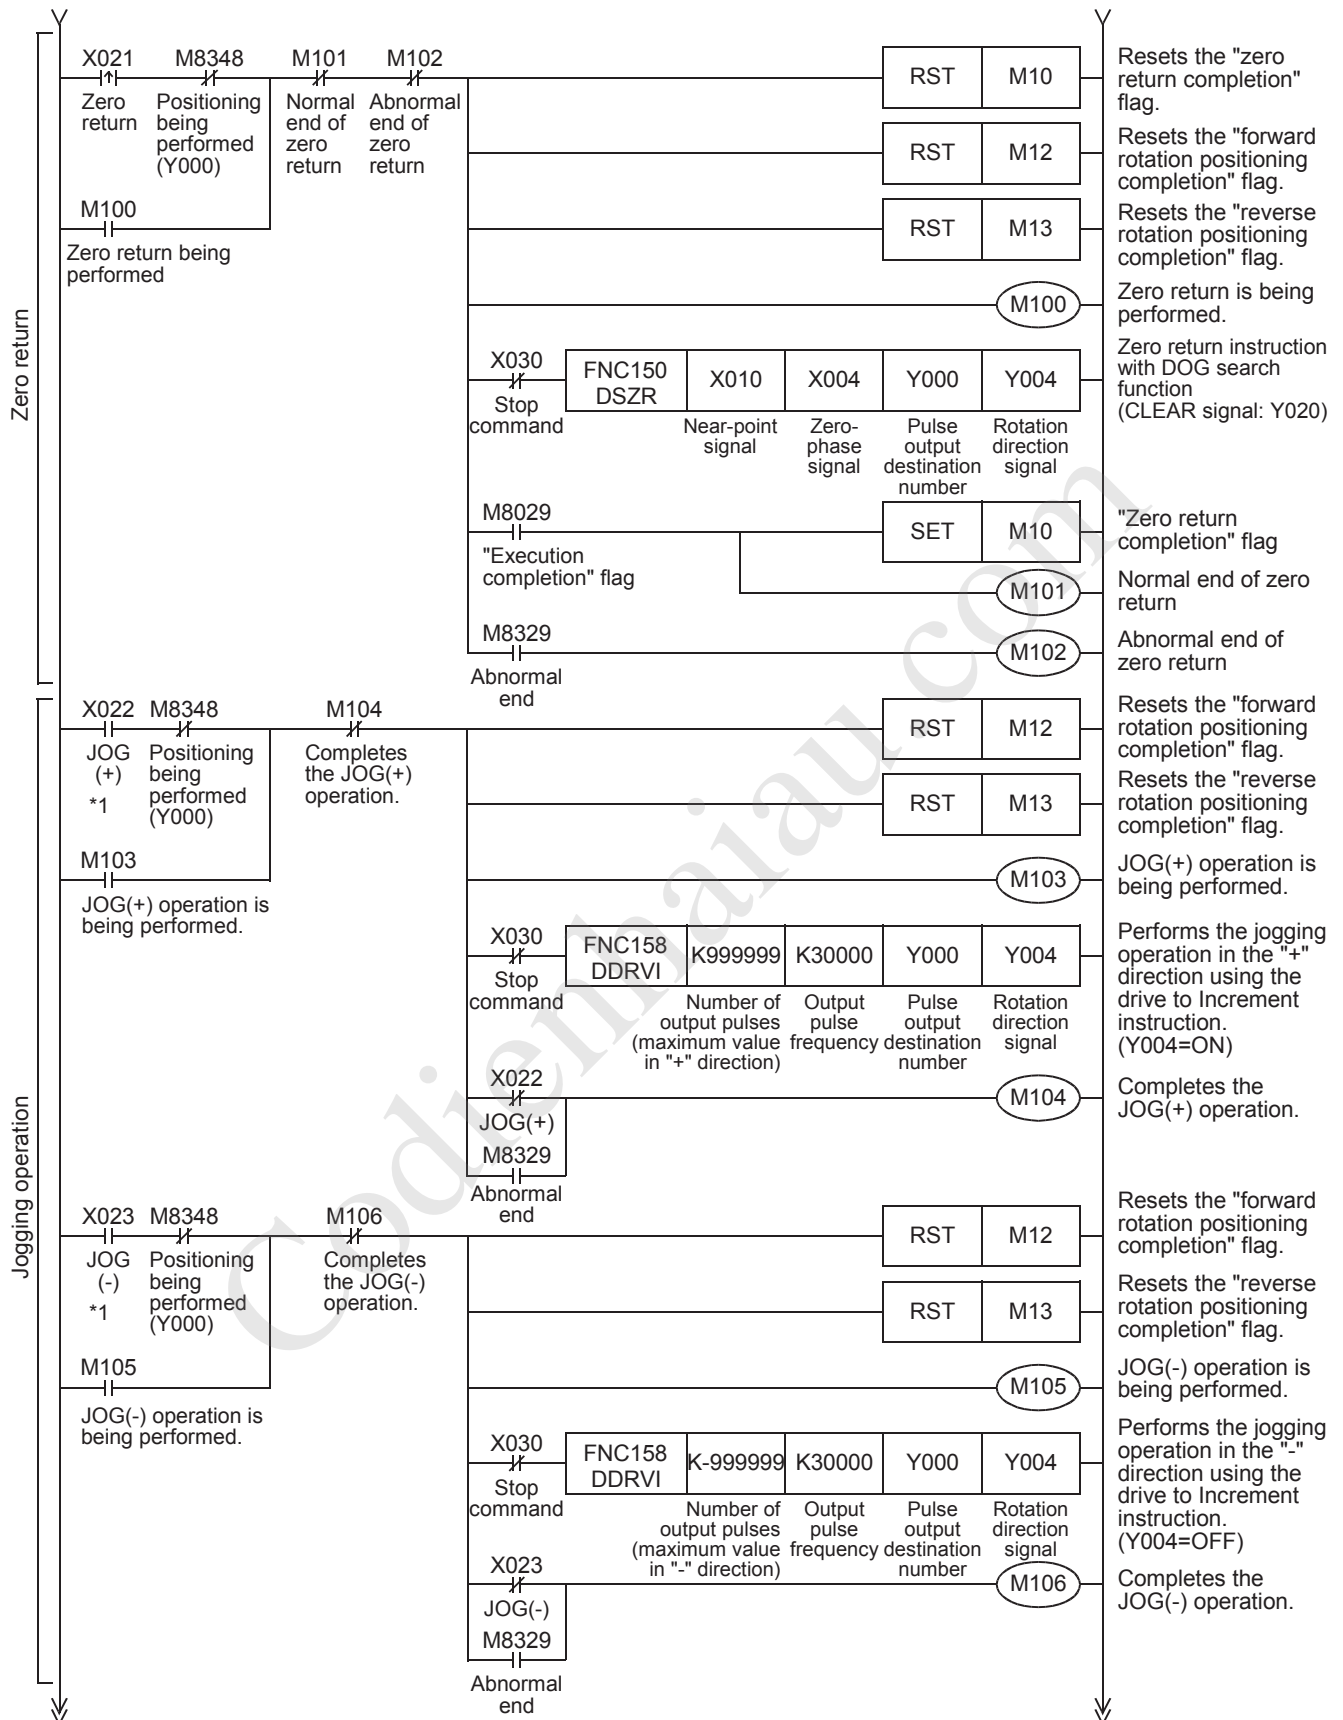 Zero return
X021
M8348
M101
M102
Zero
return
Positioning
being
performed
(Y000)
Normal
end of
zero
return
Abnormal
end of
zero
return
RST
M10
Resets the "zero
return completion"
flag.
RST
M12
Resets the "forward
rotation positioning
completion" flag.
M100
Zero return being
performed
RST
M13
Resets the "reverse
rotation positioning
completion" flag.
M100
Zero return is being
performed.
X030
Stop
command
FNC150
DSZR
X010
X004
Y000
Y004
Near-point
signal
Zero-
phase
signal
Pulse
output
destination
number
Rotation
direction
signal
Zero return instruction
with DOG search
function
(CLEAR signal: Y020)
M8029
"Execution
completion" flag
SET
M10
"Zero return
completion" flag
M101
Normal end of zero
return
M8329
Abnormal
end
M102
Abnormal end of
zero return
Jogging operation
X022
M8348
M104
JOG
(+)
*1
Positioning
being
performed
(Y000)
Completes
the JOG(+)
operation.
RST
M12
Resets the "forward
rotation positioning
completion" flag.
RST
M13
Resets the "reverse
rotation positioning
completion" flag.
M103
JOG(+) operation is
being performed.
M103
JOG(+) operation is
being performed.
X030
Stop
command
FNC158
DDRVI
K999999
K30000
Y000
Y004
Number of
output pulses
(maximum value
in "+" direction)
Output
pulse
frequency
Pulse
output
destination
number
Rotation
direction
signal
Performs the jogging
operation in the "+"
direction using the
drive to Increment
instruction.
(Y004=ON)
X022
JOG(+)
M8329
Abnormal
end
M104
Completes the
JOG(+) operation.
X023
M8348
M106
JOG
(-)
*1
Positioning
being
performed
(Y000)
Completes
the JOG(-)
operation.
RST
M12
Resets the "forward
rotation positioning
completion" flag.
RST
M13
Resets the "reverse
rotation positioning
completion" flag.
M105
JOG(-) operation is
being performed.
M105
JOG(-) operation is
being performed.
X030
Stop
command
FNC158
DDRVI
K-999999
K30000
Y000
Y004
Number of
output pulses
(maximum value
in "-" direction)
Output
pulse
frequency
Pulse
output
destination
number
Rotation
direction
signal
Performs the jogging
operation in the "-"
direction using the
drive to Increment
instruction.
(Y004=OFF)
X023
JOG(-)
M8329
Abnormal
end
M106
Completes the
JOG(-) operation.
Codienhaiau.com